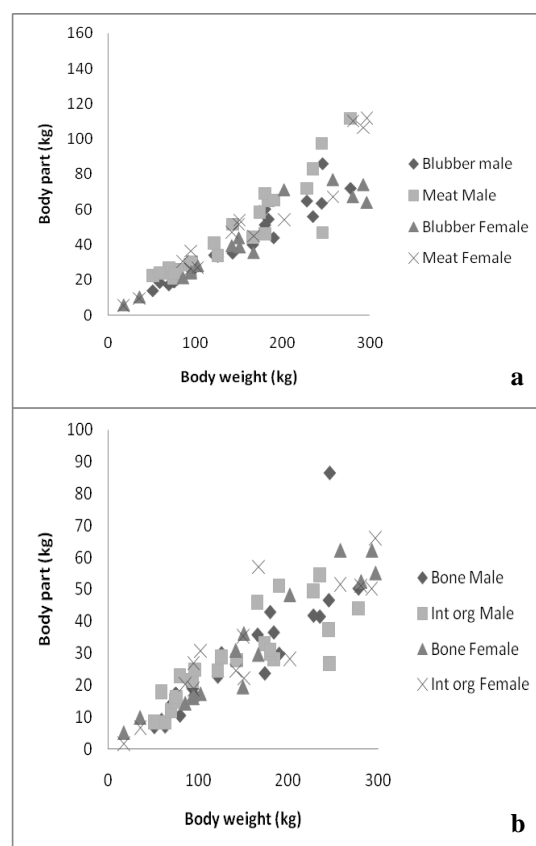 160
140
120
100
80
60
40
20
0
Body part (kg)
0 100 200 300
Body weight (kg)
Blubber male
Meat Male
Blubber Female
Meat Female
a
100
90
80
70
60
50
40
30
20
10
0
Body part (kg)
0 100 200 300
Body weight (kg)
Bone Male
Int org Male
Bone Female
Int org Female
b